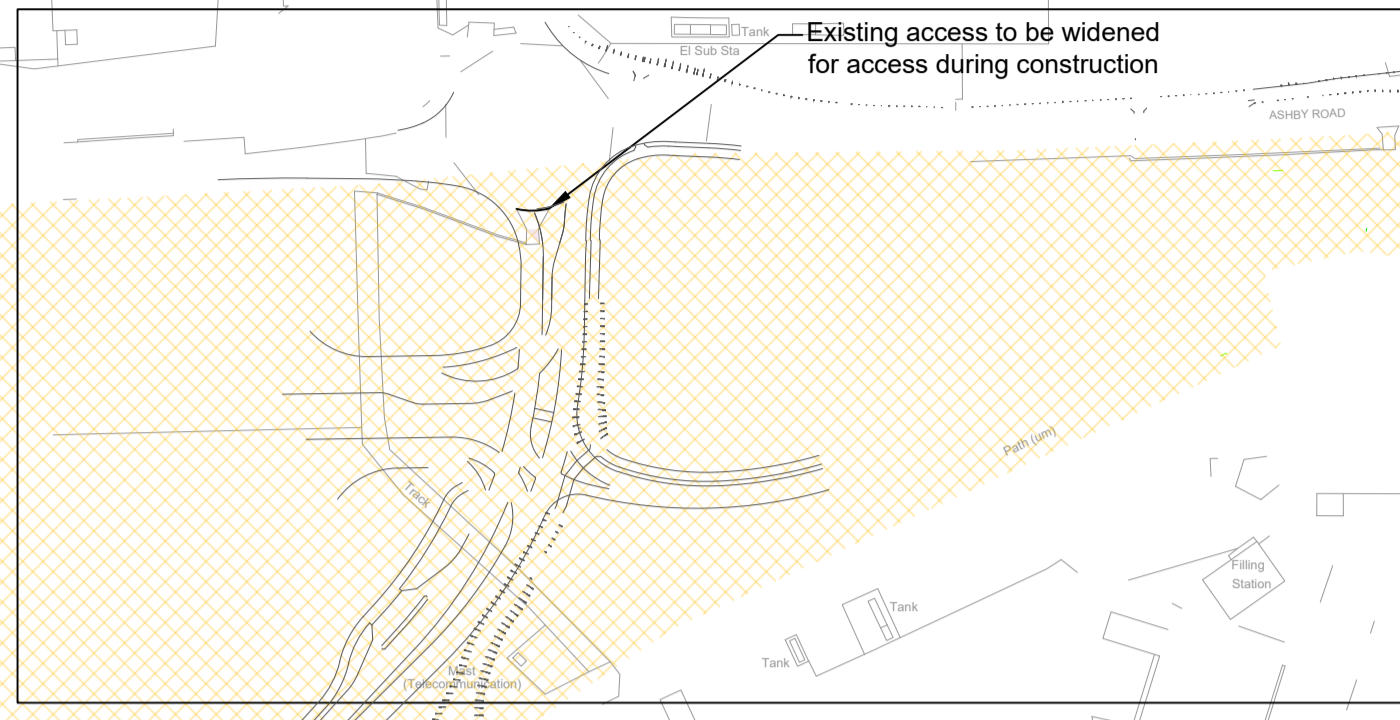 Existing access to be widened
for access during construction
Tank
El Sub Sta
ASHBY ROAD
Path (um)
Track
Filling
Station
Tank
Tank
Mast
(Telecommunication)